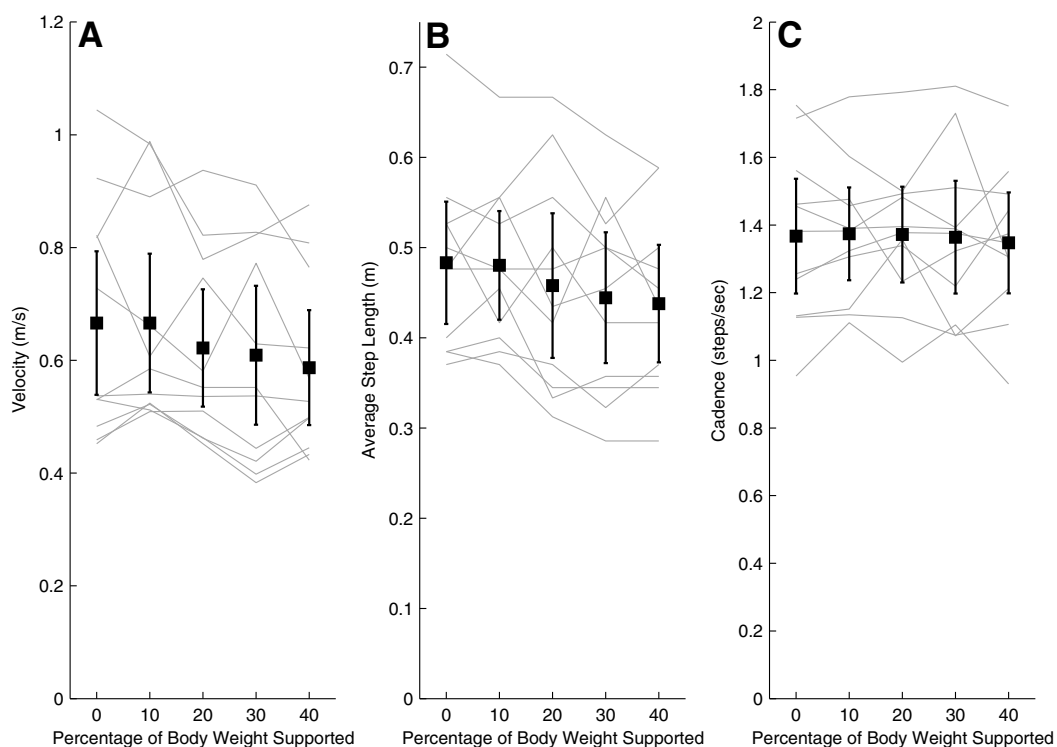 A
1.2
1
0.8
0.6
0.4
0.2
0
Velocity (m/s)
0 10 20 30 40
Percentage of Body Weight Supported
B
0.7
0.6
0.5
0.4
0.3
0.2
0.1
0
Average Step Length (m)
0 10 20 30 40
Percentage of Body Weight Supported
C
2
1.8
1.6
1.4
1.2
1
0.8
0.6
0.4
0.2
0
Cadence (steps/sec)
0 10 20 30 40
Percentage of Body Weight Supported